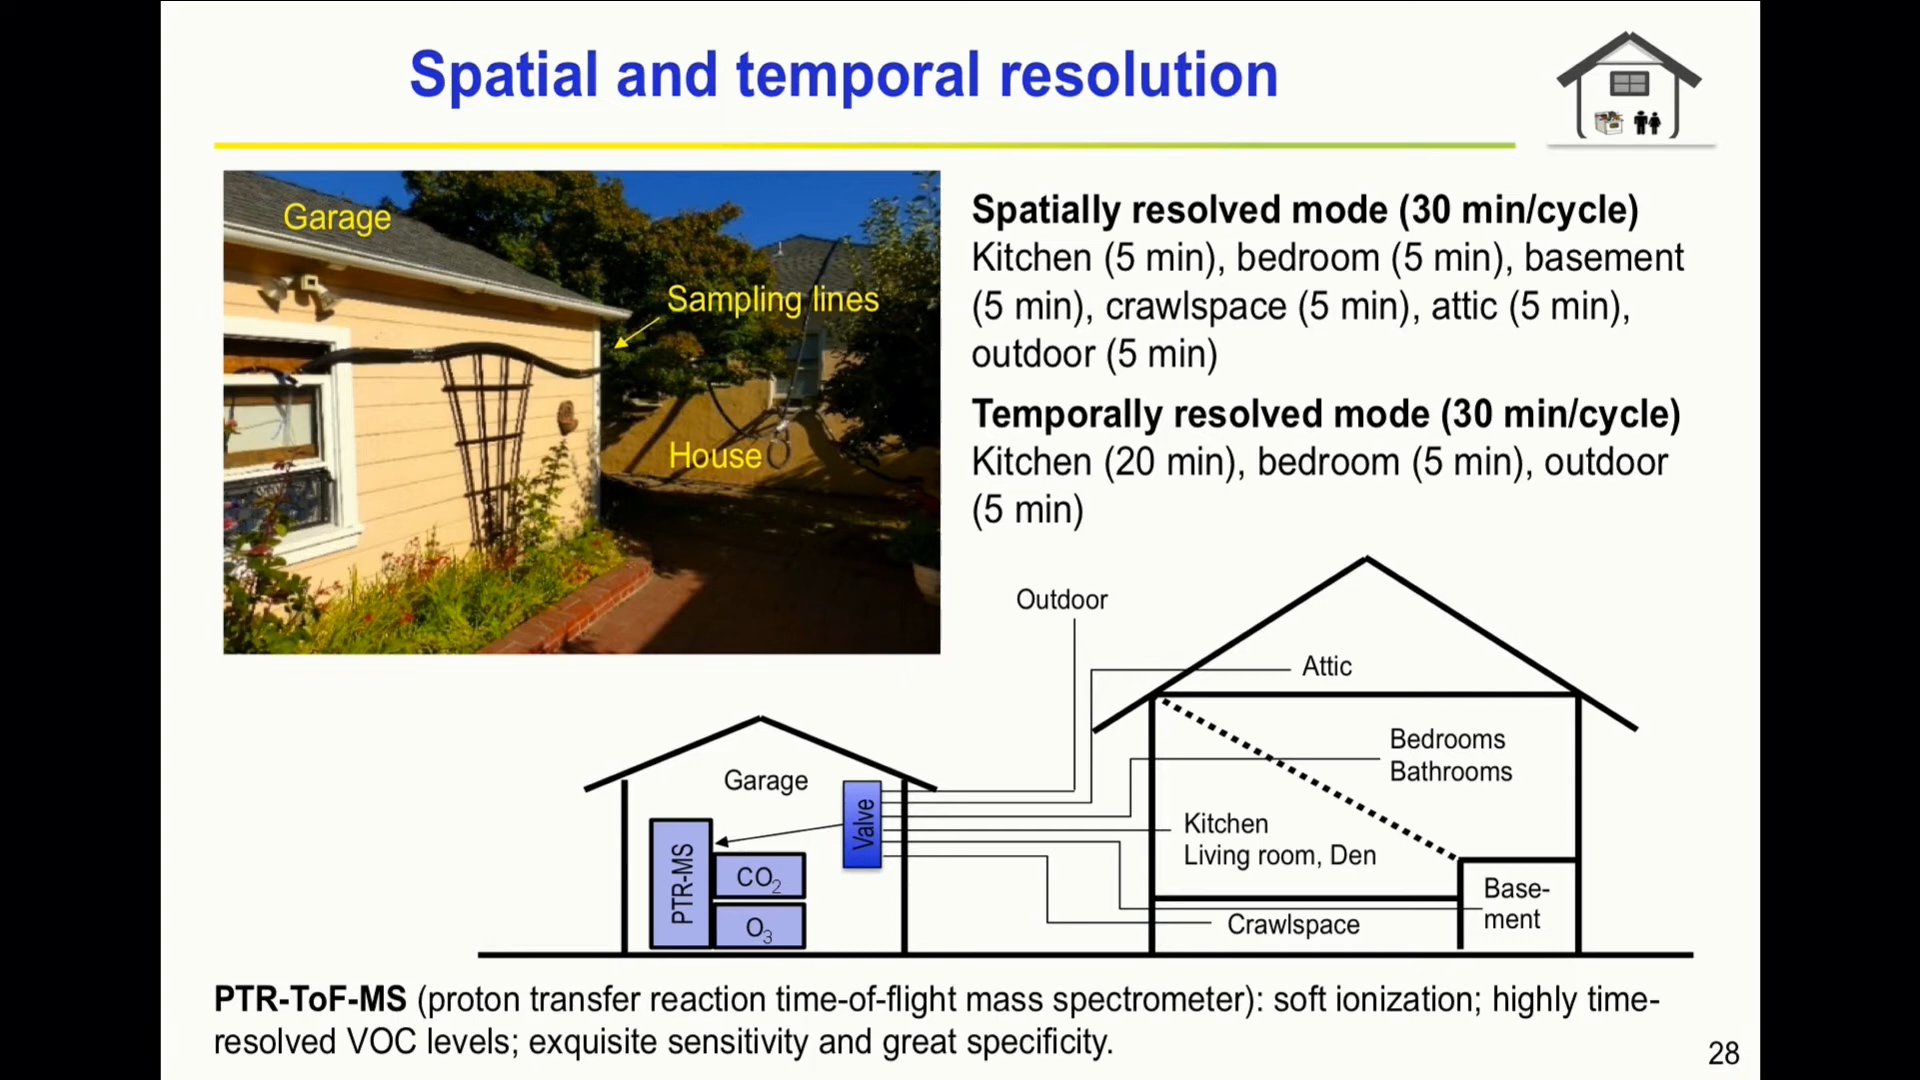 Spatial and temporal resolution
Garage
Sampling lines
House
Spatially resolved mode (30 min/cycle)
Kitchen (5 min), bedroom (5 min), basement
(5 min), crawlspace (5 min), attic (5 min),
outdoor (5 min)
Temporally resolved mode (30 min/cycle)
Kitchen (20 min), bedroom (5 min), outdoor
(5 min)
Outdoor
Attic
Bedrooms
Bathrooms
Garage
Valve
Kitchen
Living room, Den
PTR-MS
CO2
O3
Base-
ment
Crawlspace
PTR-ToF-MS (proton transfer reaction time-of-flight mass spectrometer): soft ionization; highly time-
resolved VOC levels; exquisite sensitivity and great specificity.
28